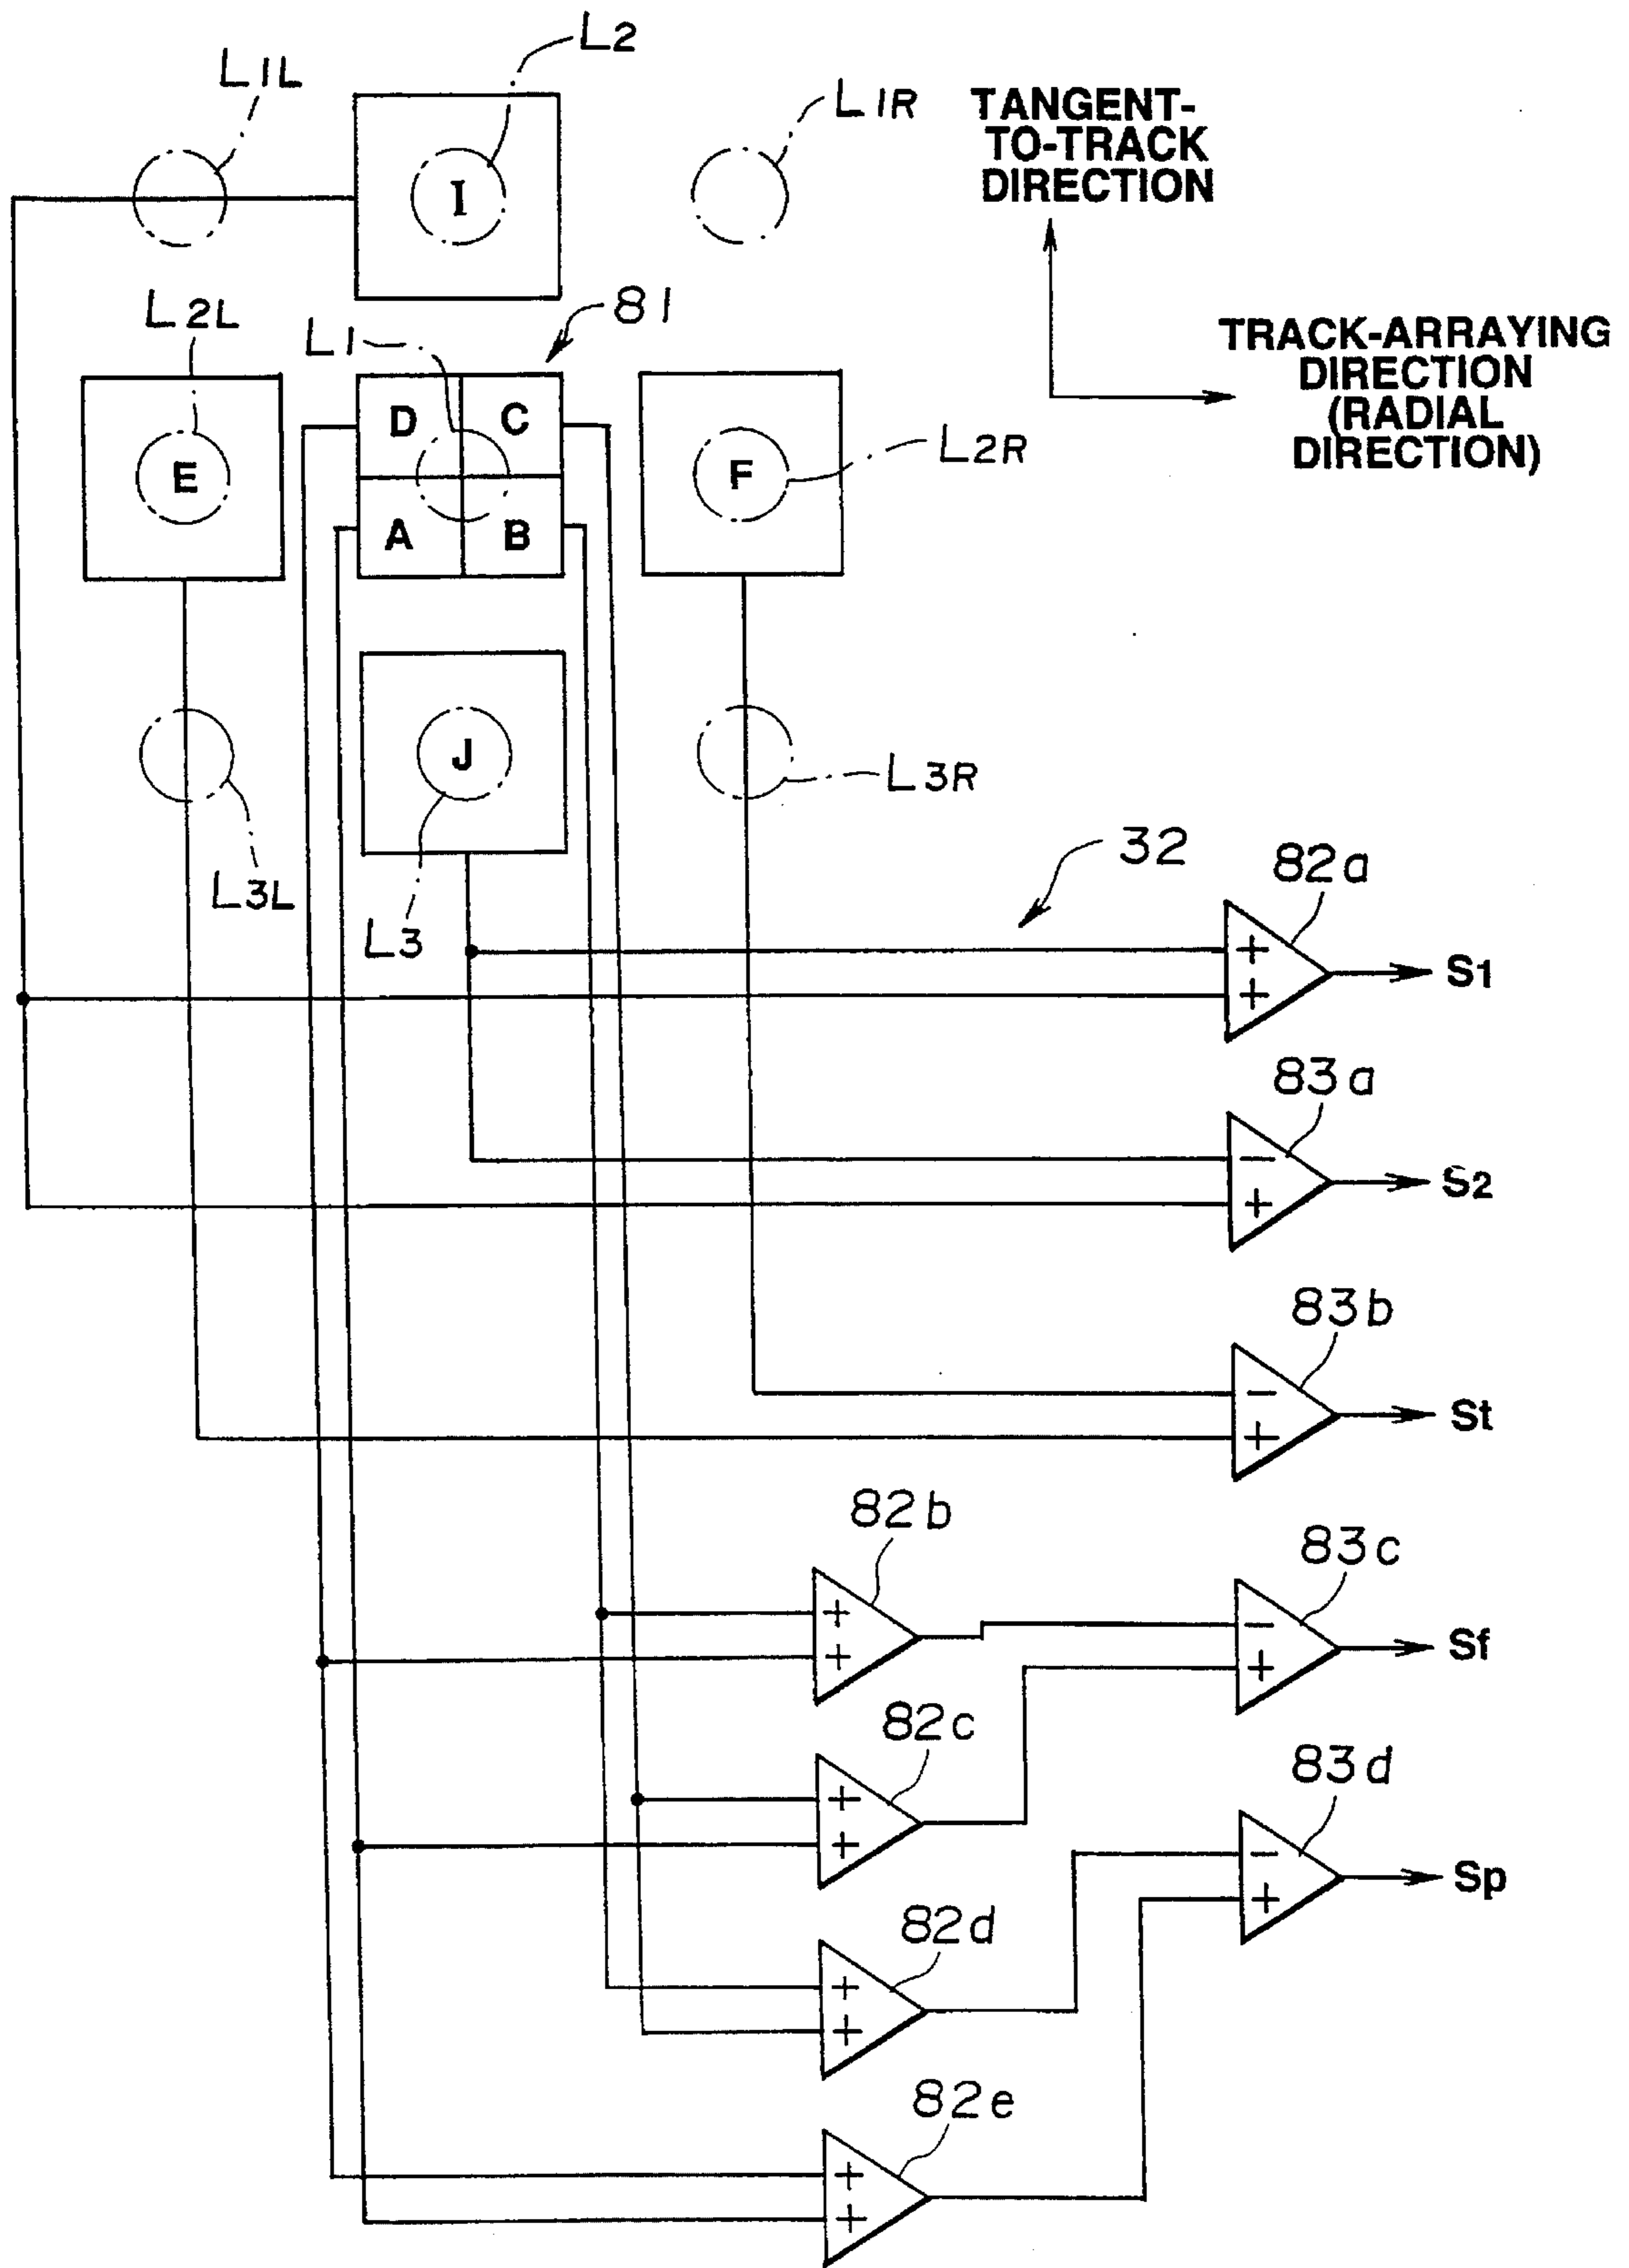 L2
L1L
L1R
TANGENT-
TO-TRACK
DIRECTION
I
L2L
L1
81
TRACK-ARRAYING
DIRECTION
(RADIAL
DIRECTION)
D C
E
F
L2R
A B
J
L3R
L3L
L3
32
82a
+
+
S1
83a
−
+
S2
83b
−
+
St
82b
+
+
83c
−
+
Sf
82c
+
+
83d
−
+
Sp
82d
+
+
82e
+
+